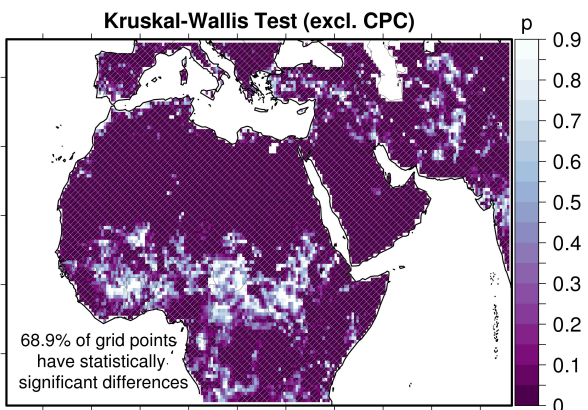 Kruskal-Wallis Test (excl. CPC)
p
0.9
0.8
0.7
0.6
0.5
0.4
0.3
0.2
0.1
0
68.9% of grid points
have statistically
significant differences